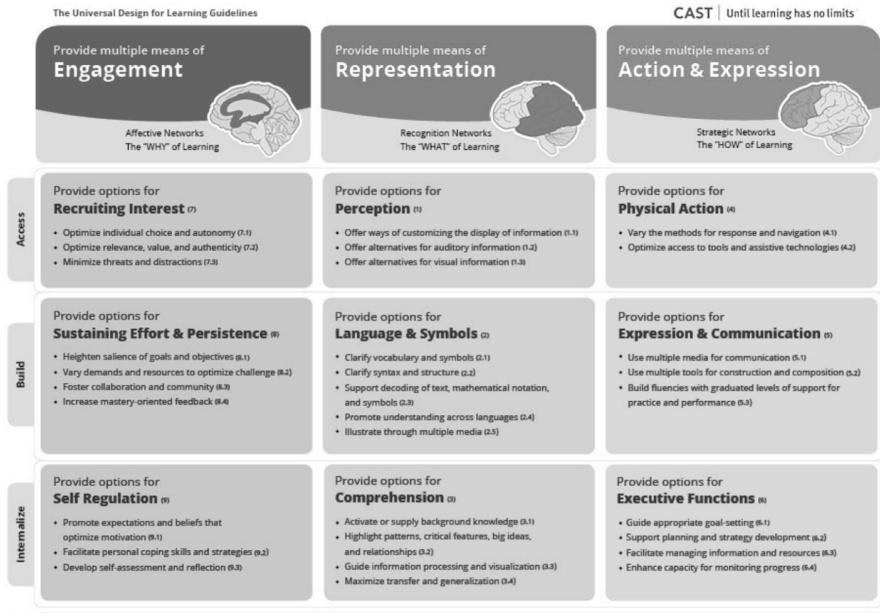 The Universal Design for Learning Guidelines
CAST | Until learning has no limits
Provide multiple means of
Engagement
Affective Networks
The "WHY" of Learning
Provide multiple means of
Representation
Recognition Networks
The "WHAT" of Learning
Provide multiple means of
Action & Expression
Strategic Networks
The "HOW" of Learning
Access
Provide options for
Recruiting Interest (7)
• Optimize individual choice and autonomy (7.1)
• Optimize relevance, value, and authenticity (7.2)
• Minimize threats and distractions (7.3)
Provide options for
Perception (1)
• Offer ways of customizing the display of information (1.1)
• Offer alternatives for auditory information (1.2)
• Offer alternatives for visual information (1.3)
Provide options for
Physical Action (4)
• Vary the methods for response and navigation (4.1)
• Optimize access to tools and assistive technologies (4.2)
Build
Provide options for
Sustaining Effort & Persistence (8)
• Heighten salience of goals and objectives (8.1)
• Vary demands and resources to optimize challenge (8.2)
• Foster collaboration and community (8.3)
• Increase mastery-oriented feedback (8.4)
Provide options for
Language & Symbols (2)
• Clarify vocabulary and symbols (2.1)
• Clarify syntax and structure (2.2)
• Support decoding of text, mathematical notation,
and symbols (2.3)
• Promote understanding across languages (2.4)
• Illustrate through multiple media (2.5)
Provide options for
Expression & Communication (5)
• Use multiple media for communication (5.1)
• Use multiple tools for construction and composition (5.2)
• Build fluencies with graduated levels of support for
practice and performance (5.3)
Internalize
Provide options for
Self Regulation (9)
• Promote expectations and beliefs that
optimize motivation (9.1)
• Facilitate personal coping skills and strategies (9.2)
• Develop self-assessment and reflection (9.3)
Provide options for
Comprehension (3)
• Activate or supply background knowledge (3.1)
• Highlight patterns, critical features, big ideas,
and relationships (3.2)
• Guide information processing and visualization (3.3)
• Maximize transfer and generalization (3.4)
Provide options for
Executive Functions (6)
• Guide appropriate goal-setting (6.1)
• Support planning and strategy development (6.2)
• Facilitate managing information and resources (6.3)
• Enhance capacity for monitoring progress (6.4)